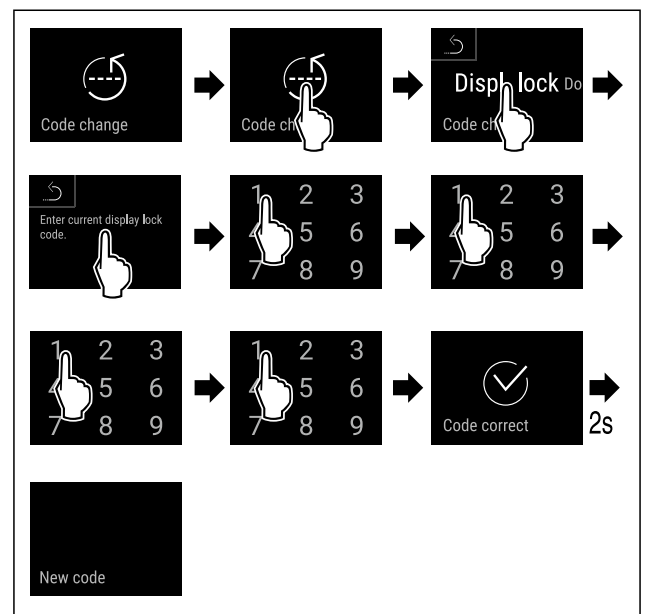 Code change
Code ch
Displ lock Do
Code ch
Enter current display lock
code.
1 2 3
5 6
7 8 9
1 2 3
5 6
7 8 9
1 2 3
5 6
7 8 9
1 2 3
5 6
7 8 9
Code correct
2s
New code